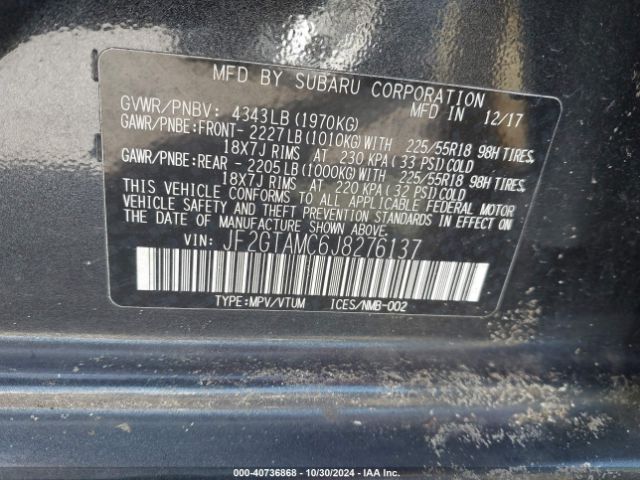 MFD BY SUBARU CORPORATION
GVWR/PNBV: 4343LB (1970KG) MFD IN 12/17
GAWR/PNBE: FRONT- 2227LB (1010KG) WITH 225/55R18 98H TIRES,
18X7J RIMS AT 230 KPA (33 PSI) COLD
GAWR/PNBE: REAR - 2205LB (1000KG) WITH 225/55R18 98H TIRES,
18X7J RIMS AT 220 KPA (32 PSI) COLD
THIS VEHICLE CONFORMS TO ALL APPLICABLE FEDERAL MOTOR
VEHICLE SAFETY AND THEFT PREVENTION STANDARDS IN EFFECT ON
THE DATE OF MANUFACTURE SHOWN ABOVE.
VIN: JF2GTAMC6J8276137
TYPE:MPV/VTUM ICES/NMB-002
000-40736868 • 10/30/2024 • IAA Inc.